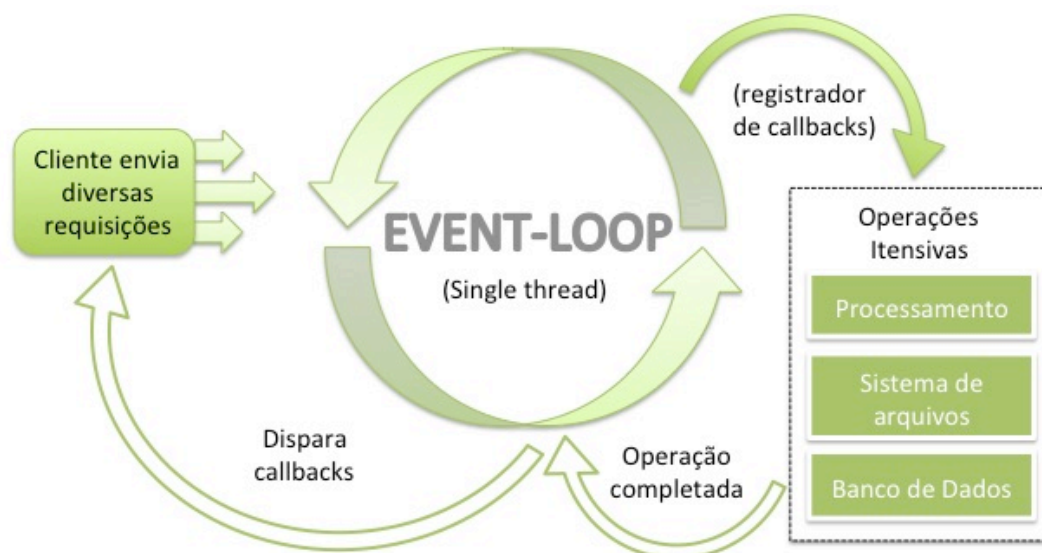 Cliente envia
diversas
requisições
EVENT-LOOP
(Single thread)
(registrador
de callbacks)
Operações
Itensivas
Processamento
Sistema de
arquivos
Banco de Dados
Operação
completada
Dispara
callbacks